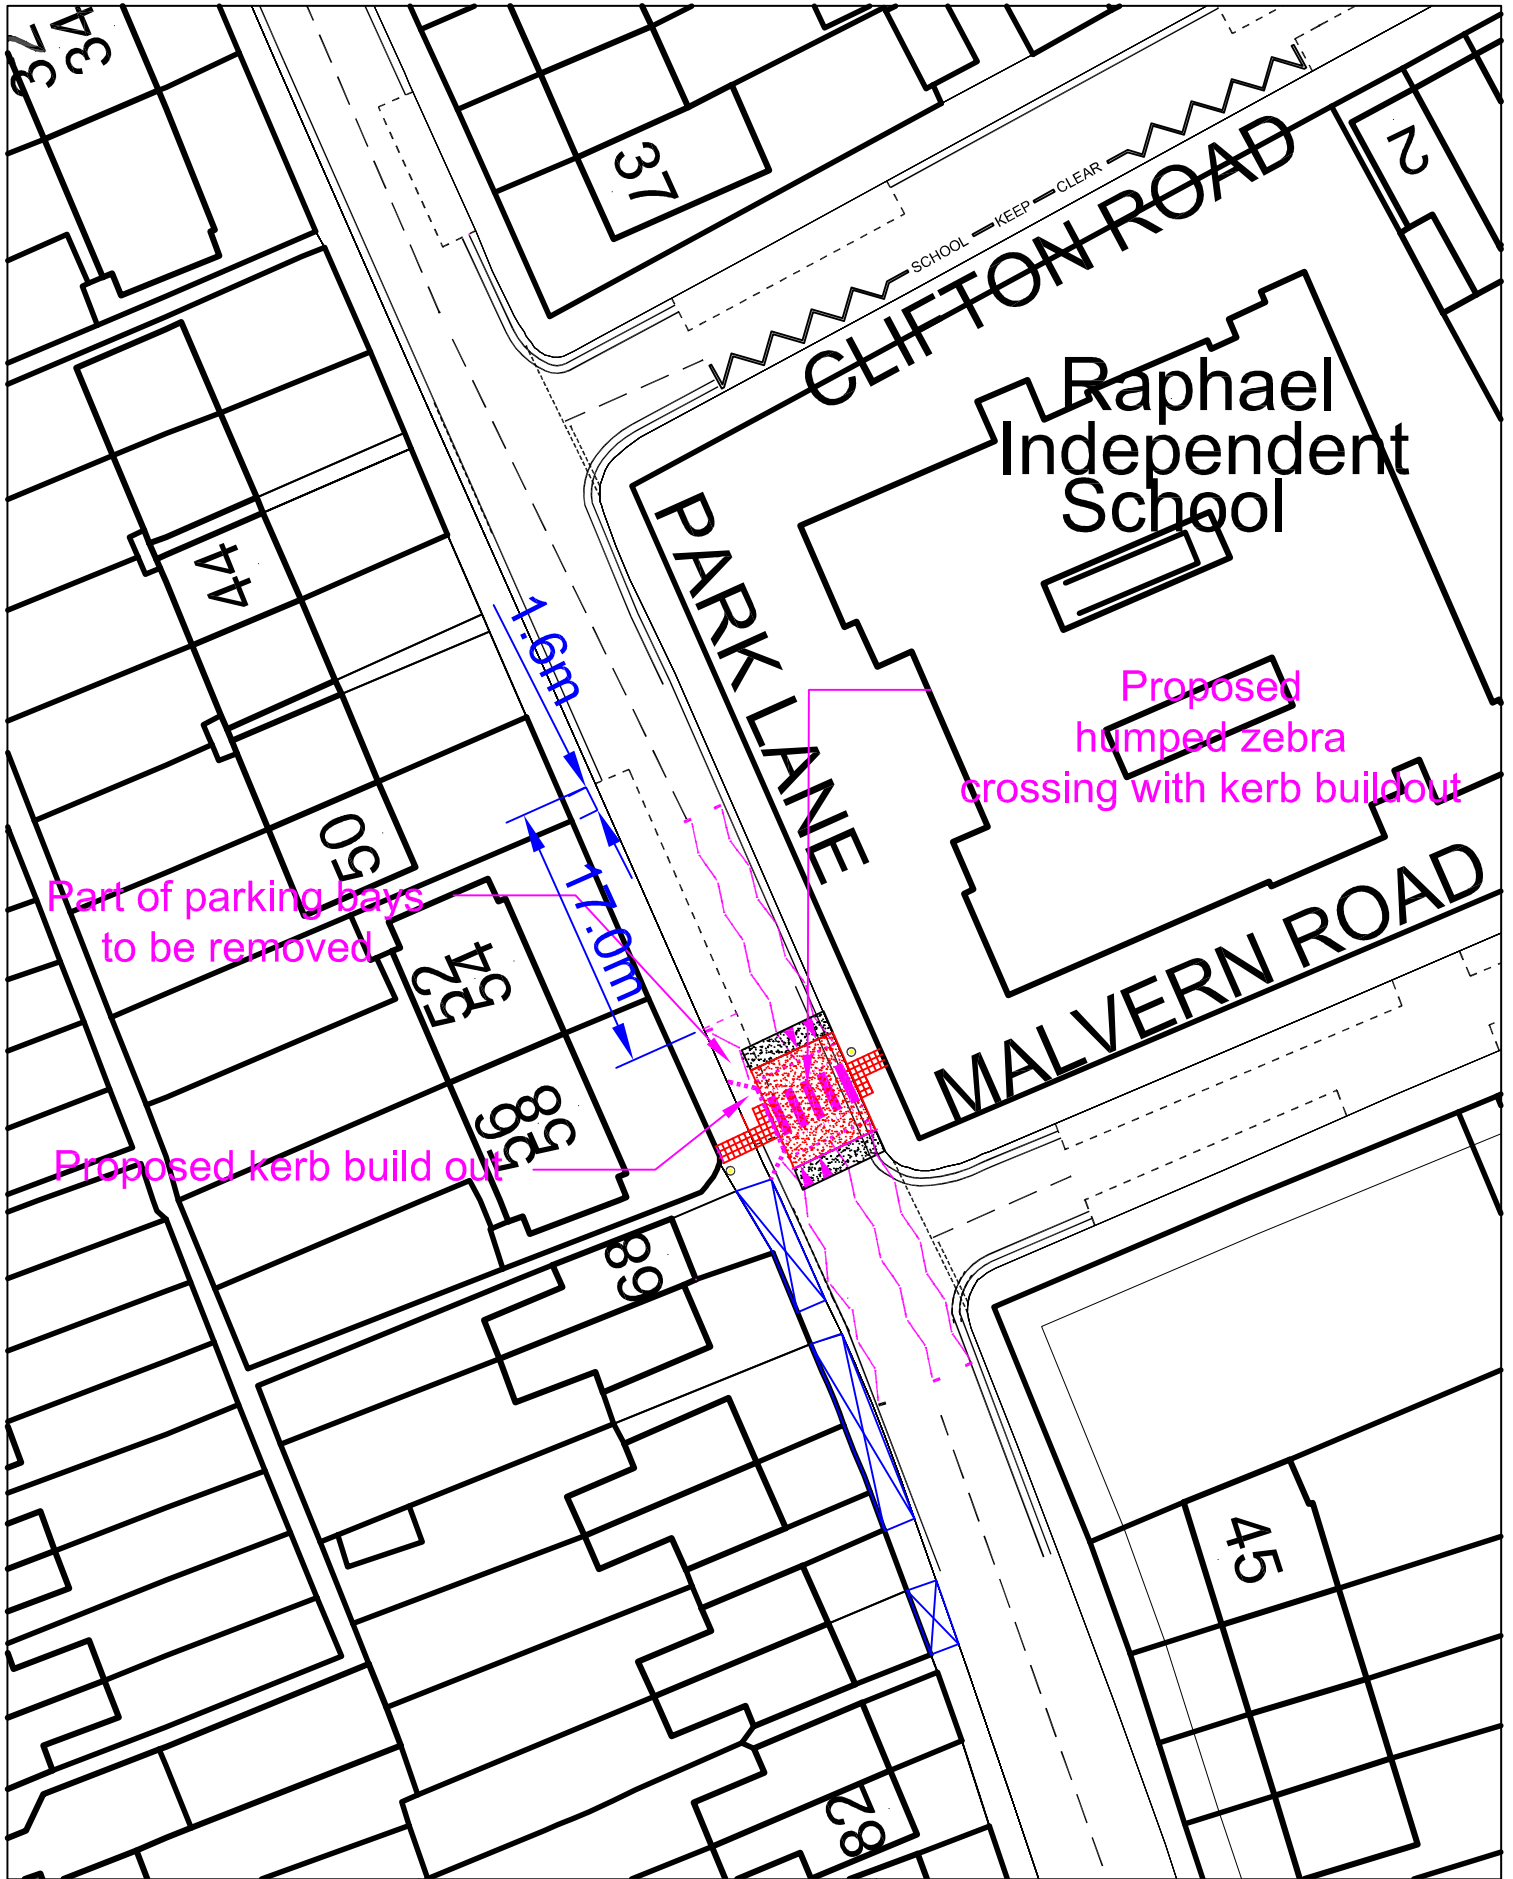 32
34
37
2
SCHOOL KEEP CLEAR
CLIFTON ROAD
Raphael
Independent
School
44
PARK LANE
1.6m
Proposed
humped zebra
crossing with kerb buildout
50
17.0m
Part of parking bays
to be removed
52
54
MALVERN ROAD
56
58
Proposed kerb build out
68
45
82